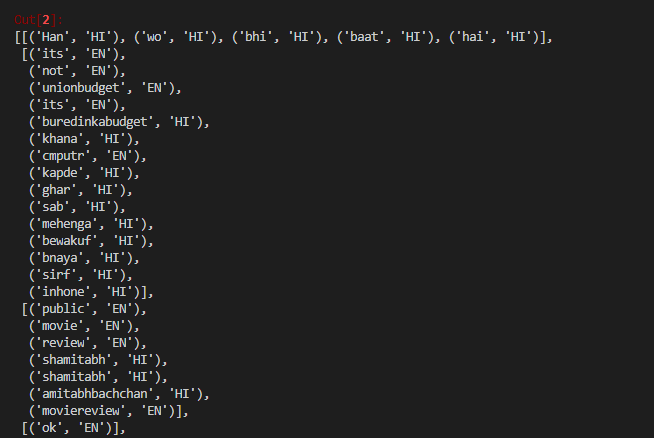 Out[2]:
[[('Han', 'HI'), ('wo', 'HI'), ('bhi', 'HI'), ('baat', 'HI'), ('hai', 'HI')],
[('its', 'EN'),
('not', 'EN'),
('unionbudget', 'EN'),
('its', 'EN'),
('buredinkabudget', 'HI'),
('khana', 'HI'),
('cmputr', 'EN'),
('kapde', 'HI'),
('ghar', 'HI'),
('sab', 'HI'),
('mehenga', 'HI'),
('bewakuf', 'HI'),
('bnaya', 'HI'),
('sirf', 'HI'),
('inhone', 'HI')],
[('public', 'EN'),
('movie', 'EN'),
('review', 'EN'),
('shamitabh', 'HI'),
('shamitabh', 'HI'),
('amitabhbachchan', 'HI'),
('moviereview', 'EN')],
[('ok', 'EN')],